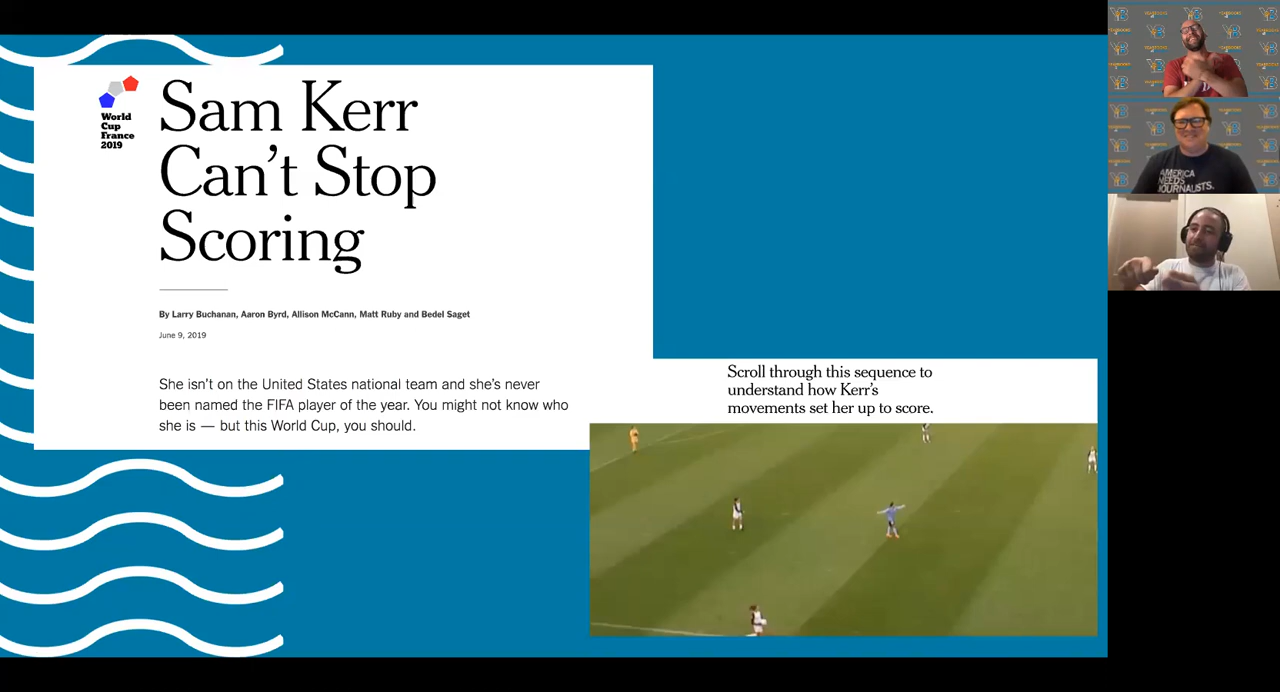 World
Cup
France
2019
Sam Kerr
Can’t Stop
Scoring
By Larry Buchanan, Aaron Byrd, Allison McCann, Matt Ruby and Bedel Saget
June 9, 2019
She isn’t on the United States national team and she’s never
been named the FIFA player of the year. You might not know who
she is — but this World Cup, you should.
Scroll through this sequence to
understand how Kerr’s
movements set her up to score.
YB
YB
AMERICA
NEEDS
JOURNALISTS.